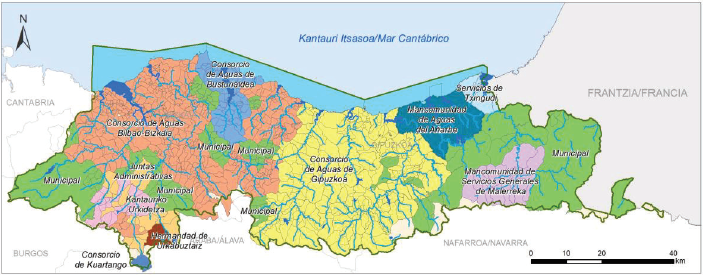 N
Kantauri Itsasoa/Mar Cantábrico
CANTABRIA
FRANTZIA/FRANCIA
Consorcio
de Aguas de
Busturialdea
Servicios de
Txingudi
Mancomunidad
de Aguas
del Añarbe
Consorcio de Aguas
Bilbao-Bizkaia
GIPUZKOA
Municipal
Municipal
Municipal
Consorcio
de Aguas de
Gipuzkoa
Juntas
Administrativas
Municipal
Mancomunidad de
Servicios Generales
de Malerreka
Municipal
Kantauriko
Urkidetza
Municipal
Hermandad de
Urkabustaiz
ARABA/ÁLAVA
NAFARROA/NAVARRA
BURGOS
Consorcio
de Kuartango
0 10 20 40
km